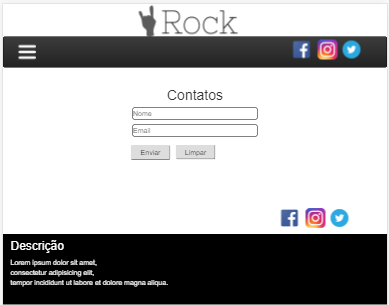 Rock
Contatos
Nome
Email
Enviar Limpar
Descrição
Lorem ipsum dolor sit amet,
consectetur adipisicing elit,
tempor incididunt ut labore et dolore magna aliqua.